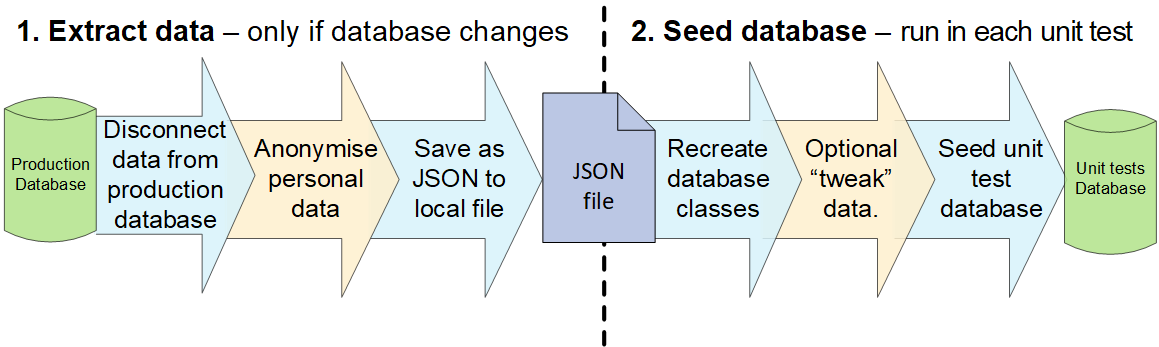 1. Extract data – only if database changes
2. Seed database – run in each unit test
Production
Database
Disconnect
data from
production
database
Anonymise
personal
data
Save as
JSON to
local file
JSON
file
Recreate
database
classes
Optional
“tweak”
data.
Seed unit
test
database
Unit tests
Database